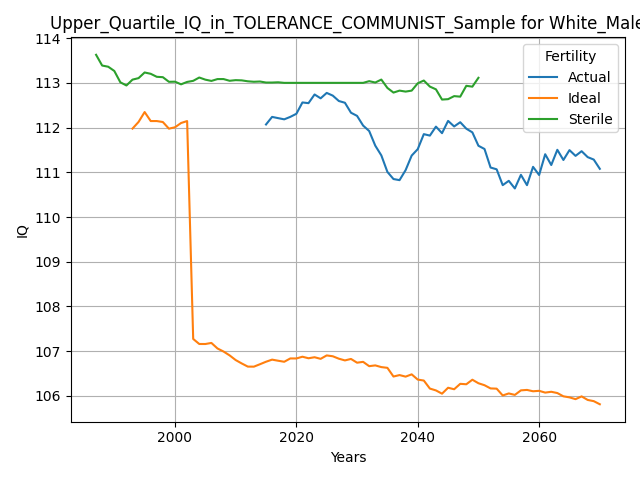 Upper_Quartile_IQ_in_TOLERANCE_COMMUNIST_Sample for White_Male
114
113
112
111
110
109
108
107
106
IQ
2000
2020
2040
2060
Years
Fertility
Actual
Ideal
Sterile